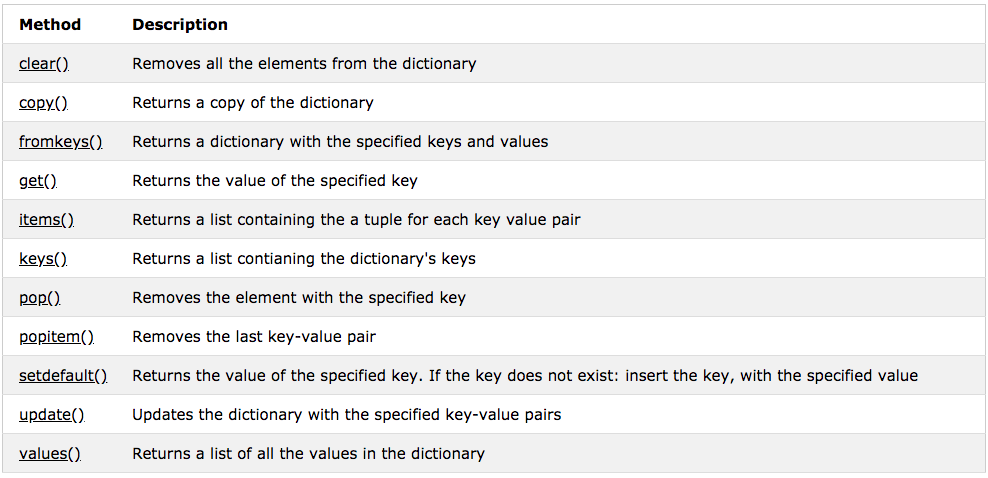 Method Description
clear() Removes all the elements from the dictionary
copy() Returns a copy of the dictionary
fromkeys() Returns a dictionary with the specified keys and values
get() Returns the value of the specified key
items() Returns a list containing the a tuple for each key value pair
keys() Returns a list contianing the dictionary's keys
pop() Removes the element with the specified key
popitem() Removes the last key-value pair
setdefault() Returns the value of the specified key. If the key does not exist: insert the key, with the specified value
update() Updates the dictionary with the specified key-value pairs
values() Returns a list of all the values in the dictionary